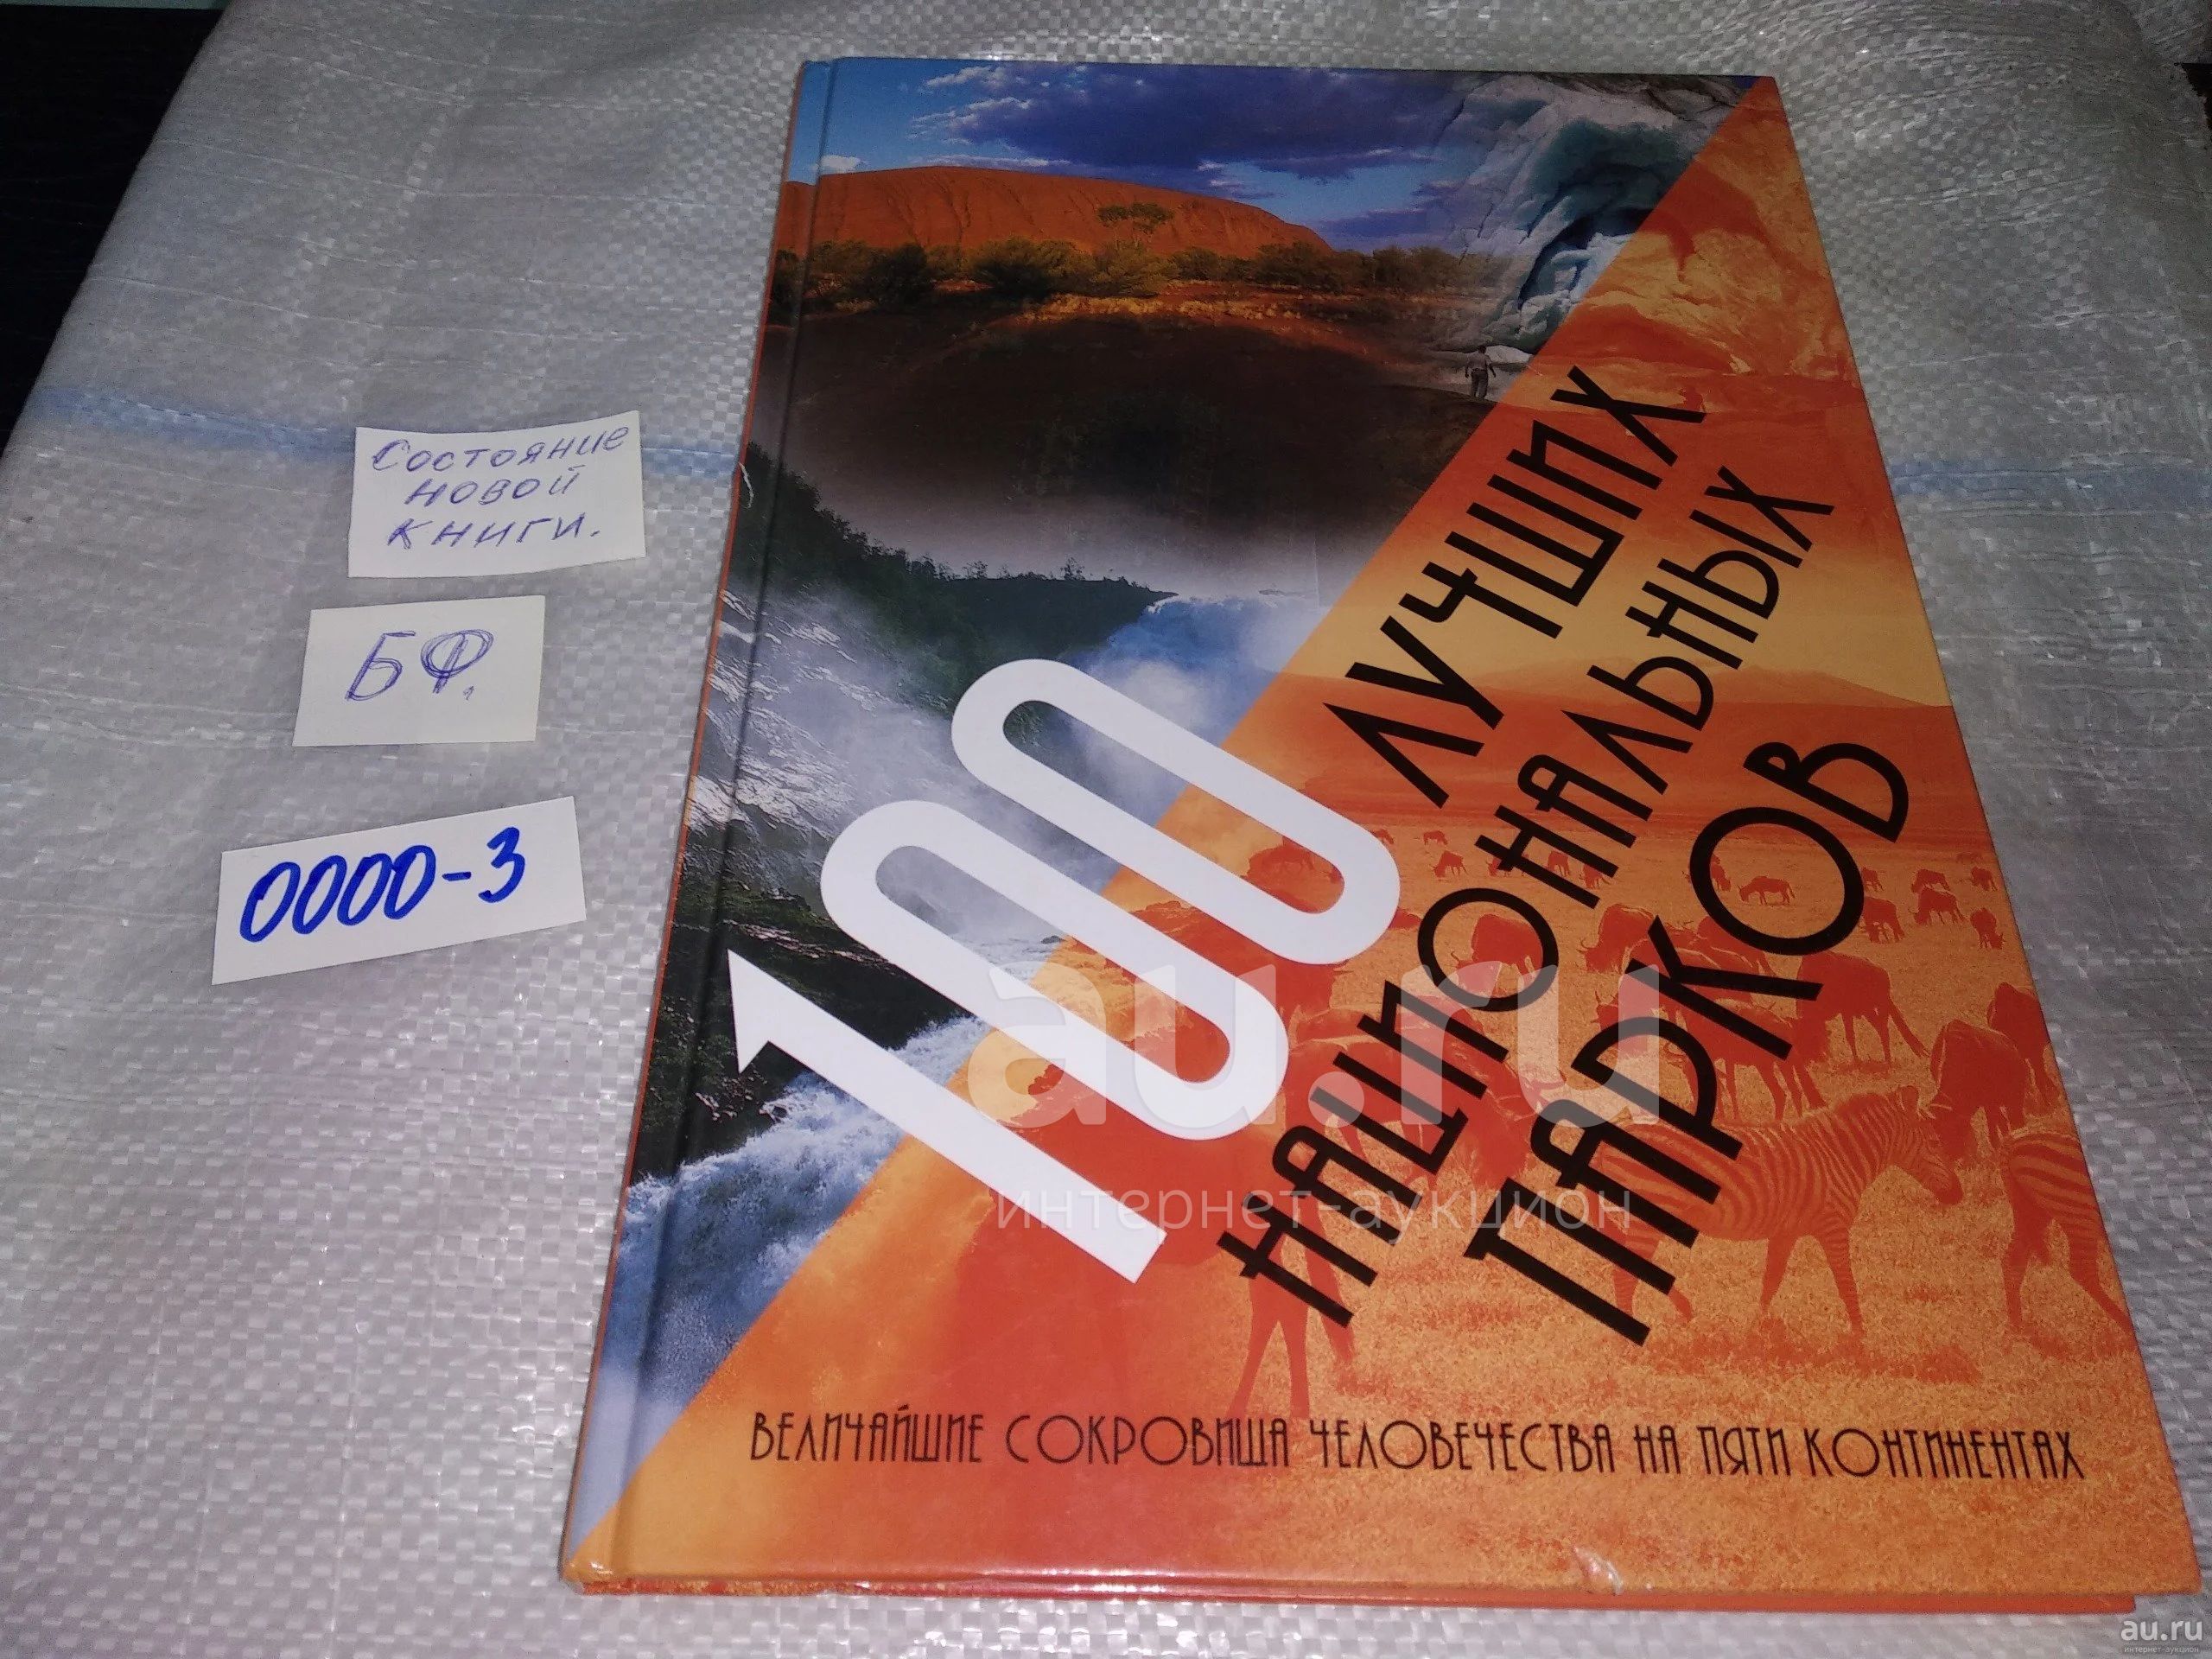 Состояние
новой
книги.
БФ.
0000-3
100
ЛУЧШИХ
НАЦИОНАЛЬНЫХ
ПАРКОВ
ВЕЛИЧАЙШИЕ СОКРОВИЩА ЧЕЛОВЕЧЕСТВА НА ПЯТИ КОНТИНЕНТАХ
au.ru
интернет-аукцион
au.ru
интернет-аукцион